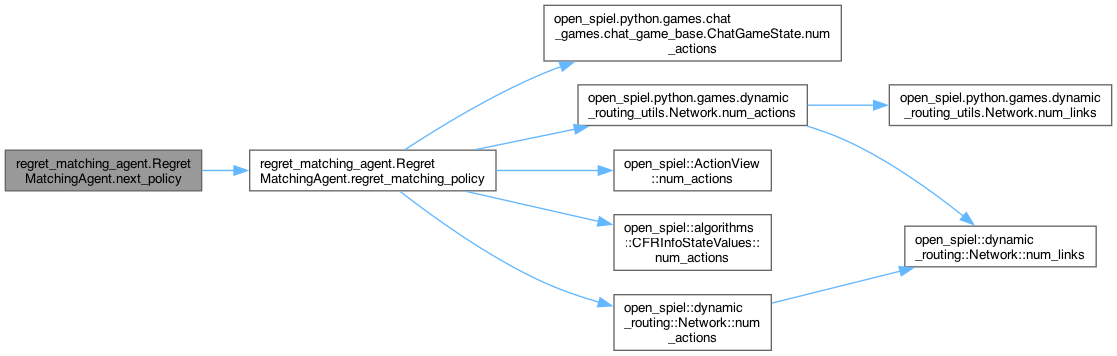 regret_matching_agent.Regret
MatchingAgent.next_policy
regret_matching_agent.Regret
MatchingAgent.regret_matching_policy
open_spiel.python.games.chat
_games.chat_game_base.ChatGameState.num
_actions
open_spiel.python.games.dynamic
_routing_utils.Network.num_actions
open_spiel.python.games.dynamic
_routing_utils.Network.num_links
open_spiel::ActionView
::num_actions
open_spiel::algorithms
::CFRInfoStateValues::
num_actions
open_spiel::dynamic
_routing::Network::num_links
open_spiel::dynamic
_routing::Network::num
_actions